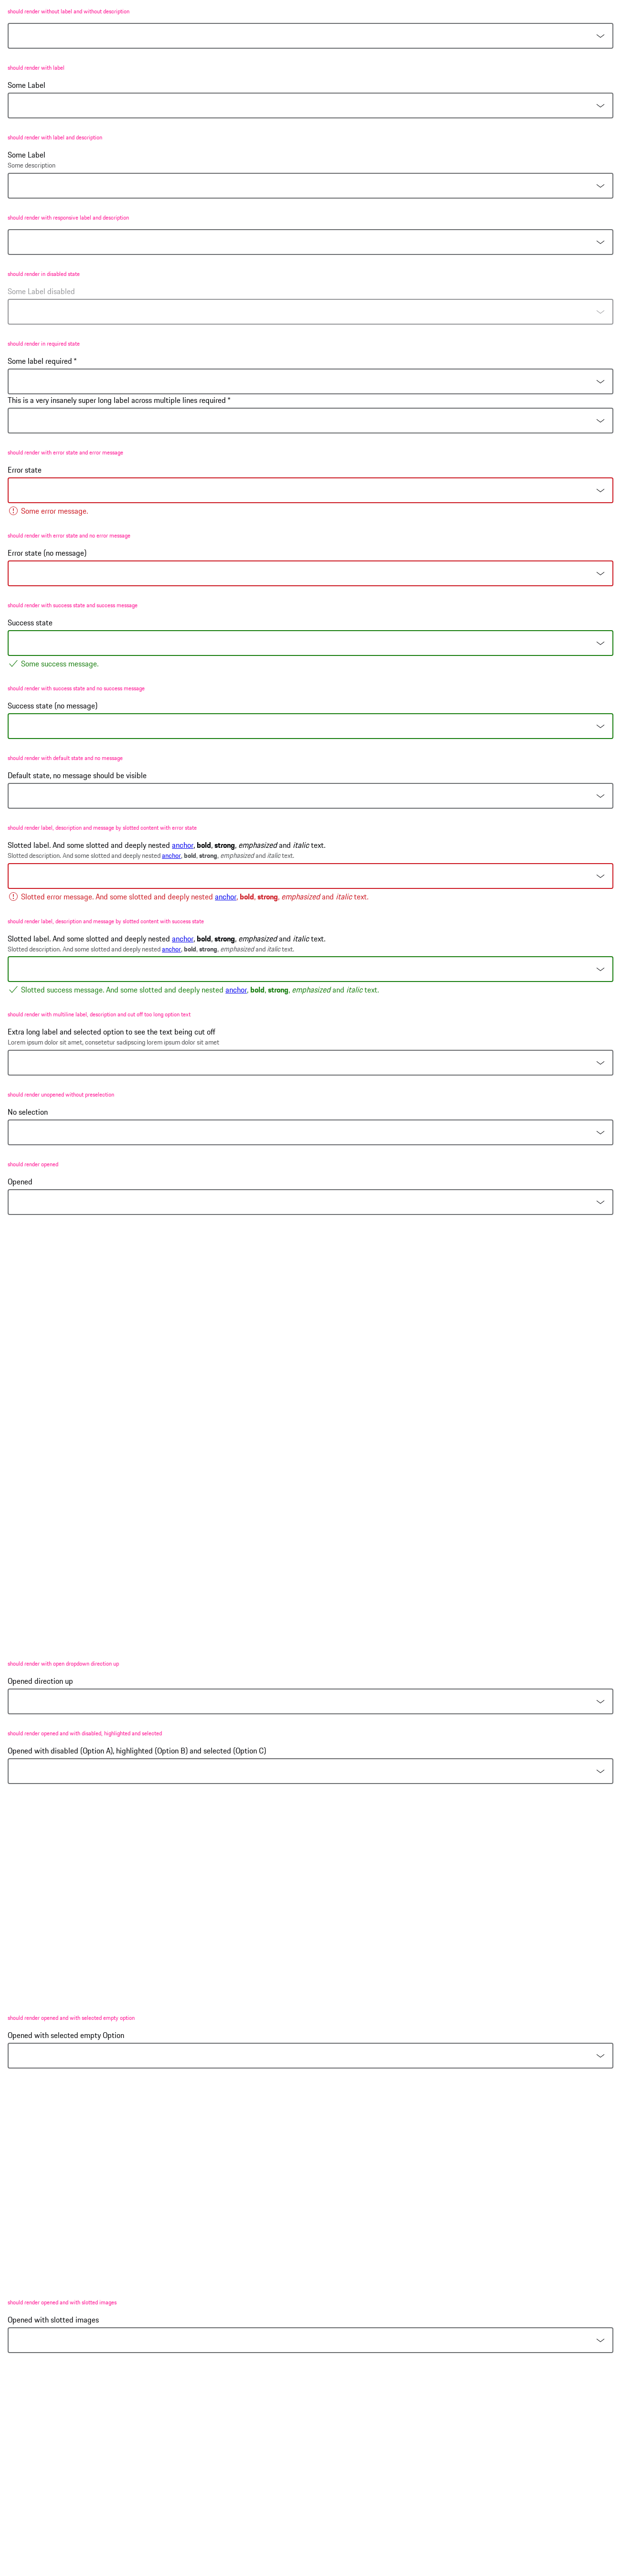 should render without label and without description
should render with label
Some Label
should render with label and description
Some Label
Some description
should render with responsive label and description
should render in disabled state
Some Label disabled
should render in required state
Some label required *
This is a very insanely super long label across multiple lines required *
should render with error state and error message
Error state
Some error message.
should render with error state and no error message
Error state (no message)
should render with success state and success message
Success state
Some success message.
should render with success state and no success message
Success state (no message)
should render with default state and no message
Default state, no message should be visible
should render label, description and message by slotted content with error state
Slotted label. And some slotted and deeply nested anchor, bold, strong, emphasized and italic text.
Slotted description. And some slotted and deeply nested anchor, bold, strong, emphasized and italic text.
Slotted error message. And some slotted and deeply nested anchor, bold, strong, emphasized and italic text.
should render label, description and message by slotted content with success state
Slotted label. And some slotted and deeply nested anchor, bold, strong, emphasized and italic text.
Slotted description. And some slotted and deeply nested anchor, bold, strong, emphasized and italic text.
Slotted success message. And some slotted and deeply nested anchor, bold, strong, emphasized and italic text.
should render with multiline label, description and cut off too long option text
Extra long label and selected option to see the text being cut off
Lorem ipsum dolor sit amet, consetetur sadipscing lorem ipsum dolor sit amet
should render unopened without preselection
No selection
should render opened
Opened
should render with open dropdown direction up
Opened direction up
should render opened and with disabled, highlighted and selected
Opened with disabled (Option A), highlighted (Option B) and selected (Option C)
should render opened and with selected empty option
Opened with selected empty Option
should render opened and with slotted images
Opened with slotted images